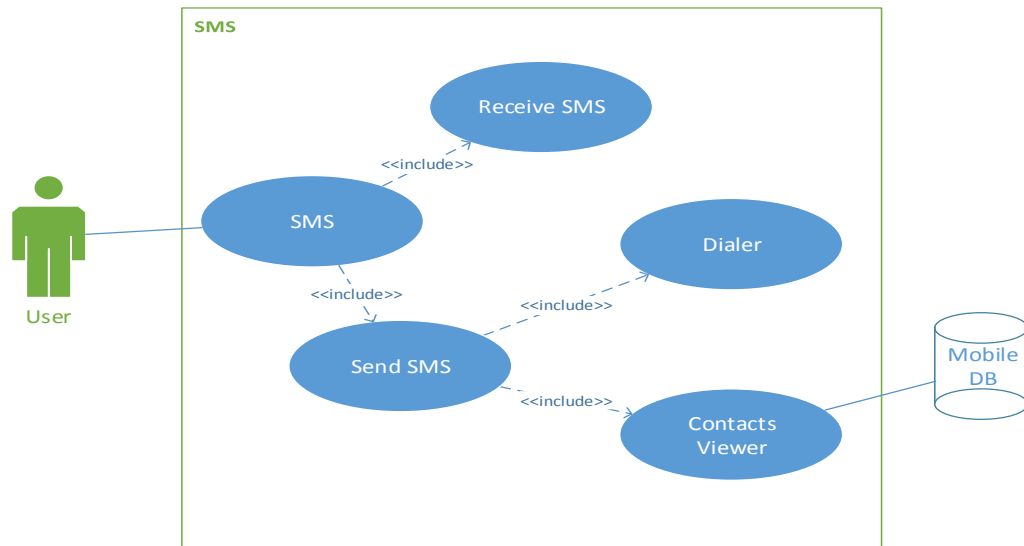 SMS
Receive SMS
<<include>>
SMS
Dialer
<<include>>
<<include>>
User
Mobile
DB
Send SMS
<<include>>
Contacts
Viewer